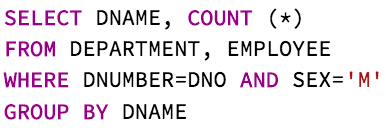 SELECT DNAME, COUNT (*)
FROM DEPARTMENT, EMPLOYEE
WHERE DNUMBER=DNO AND SEX='M'
GROUP BY DNAME